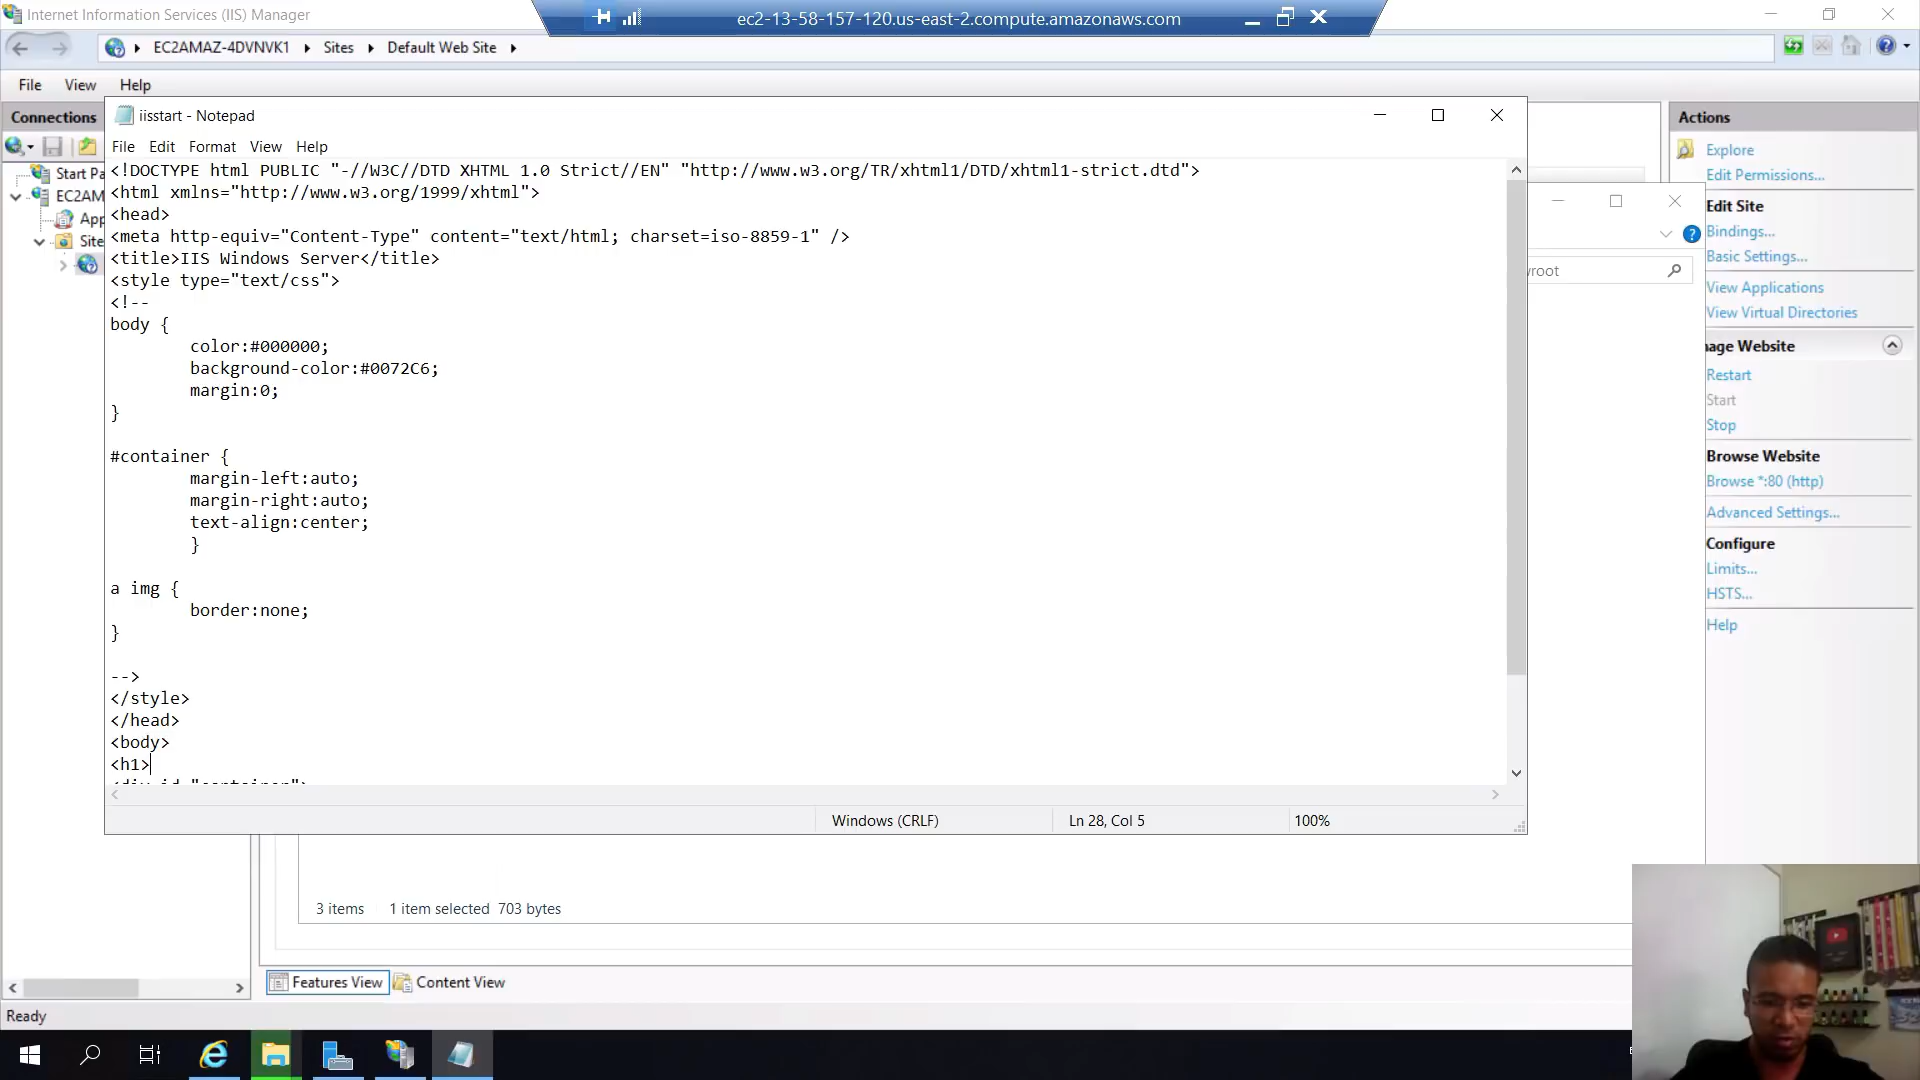 Internet Information Services (IIS) Manager
ec2-13-58-157-120.us-east-2.compute.amazonaws.com
EC2AMAZ-4DVNVK1 Sites Default Web Site
File View Help
Connections
Start Pa
EC2AM
App
Site
iisstart - Notepad
File Edit Format View Help
<!DOCTYPE html PUBLIC "-//W3C//DTD XHTML 1.0 Strict//EN" "http://www.w3.org/TR/xhtml1/DTD/xhtml1-strict.dtd">
<html xmlns="http://www.w3.org/1999/xhtml">
<head>
<meta http-equiv="Content-Type" content="text/html; charset=iso-8859-1" />
<title>IIS Windows Server</title>
<style type="text/css">
<!--
body {
color:#000000;
background-color:#0072C6;
margin:0;
}
#container {
margin-left:auto;
margin-right:auto;
text-align:center;
}
a img {
border:none;
}
-->
</style>
</head>
<body>
<h1>
<div id="container">
Windows (CRLF) Ln 28, Col 5 100%
vroot
Actions
Explore
Edit Permissions...
Edit Site
Bindings...
Basic Settings...
View Applications
View Virtual Directories
nage Website
Restart
Start
Stop
Browse Website
Browse *:80 (http)
Advanced Settings...
Configure
Limits...
HSTS...
Help
3 items 1 item selected 703 bytes
Features View Content View
Ready